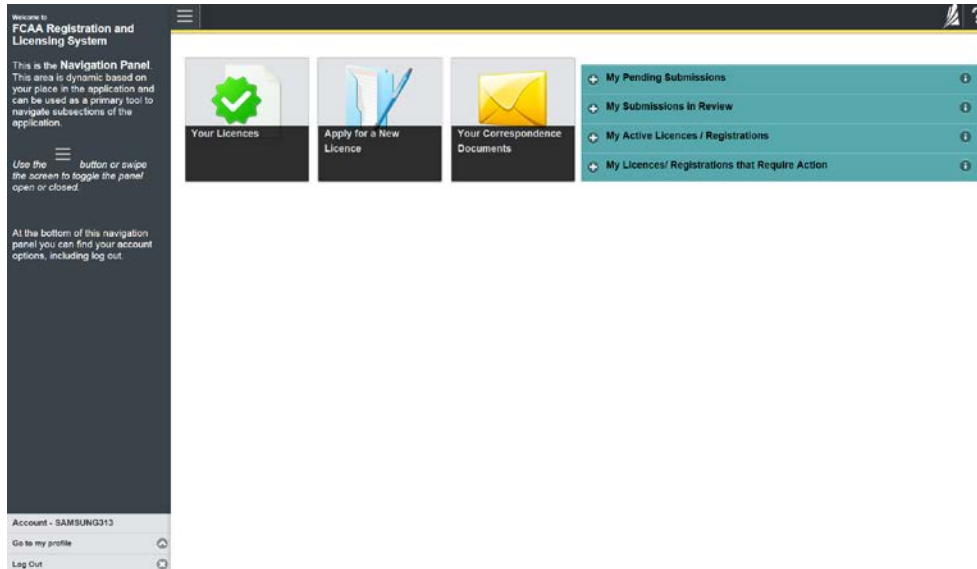 Welcome to
FCAA Registration and
Licensing System
This is the Navigation Panel.
This area is dynamic based on
your place in the application and
can be used as a primary tool to
navigate subsections of the
application.
Use the button or swipe
the screen to toggle the panel
open or closed.
At the bottom of this navigation
panel you can find your account
options, including log out.
Account - SAMSUNG313
Go to my profile
Log Out
?
Your Licences
Apply for a New
Licence
Your Correspondence
Documents
My Pending Submissions
My Submissions in Review
My Active Licences / Registrations
My Licences/ Registrations that Require Action